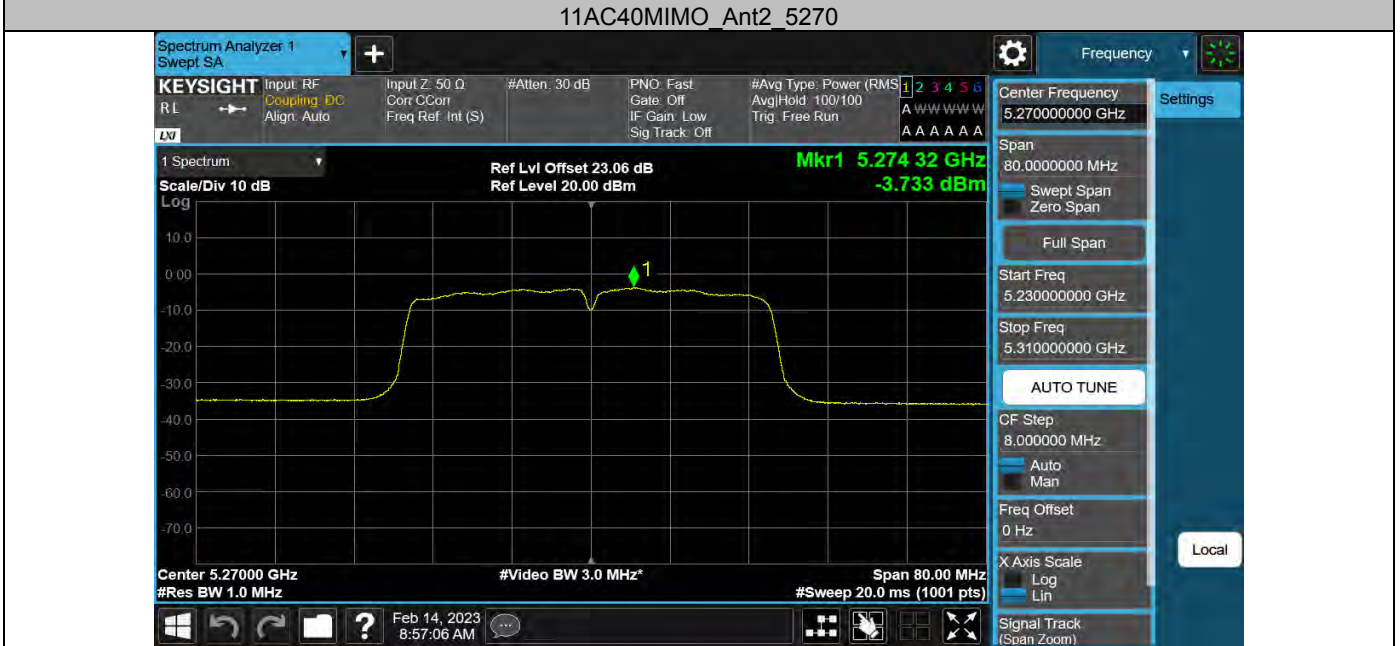 11AC40MIMO_Ant2_5270
Spectrum Analyzer 1
Swept SA
Frequency
KEYSIGHT
RL
LXI
Input: RF
Coupling: DC
Align: Auto
Input Z: 50 Ω
Corr CCorr
Freq Ref: Int (S)
#Atten: 30 dB
PNO: Fast
Gate: Off
IF Gain: Low
Sig Track: Off
#Avg Type: Power (RMS
Avg|Hold: 100/100
Trig: Free Run
1 2 3 4 5 6
A W W W W W
A A A A A A
Center Frequency
5.270000000 GHz
Settings
Span
80.0000000 MHz
Swept Span
Zero Span
Full Span
Start Freq
5.230000000 GHz
Stop Freq
5.310000000 GHz
AUTO TUNE
CF Step
8.000000 MHz
Auto
Man
Freq Offset
0 Hz
X Axis Scale
Log
Lin
Signal Track
(Span Zoom)
Local
1 Spectrum
Scale/Div 10 dB
Log
Ref Lvl Offset 23.06 dB
Ref Level 20.00 dBm
Mkr1 5.274 32 GHz
-3.733 dBm
1
10.0
0.00
-10.0
-20.0
-30.0
-40.0
-50.0
-60.0
-70.0
Center 5.27000 GHz
#Res BW 1.0 MHz
#Video BW 3.0 MHz*
Span 80.00 MHz
#Sweep 20.0 ms (1001 pts)
?
Feb 14, 2023
8:57:06 AM